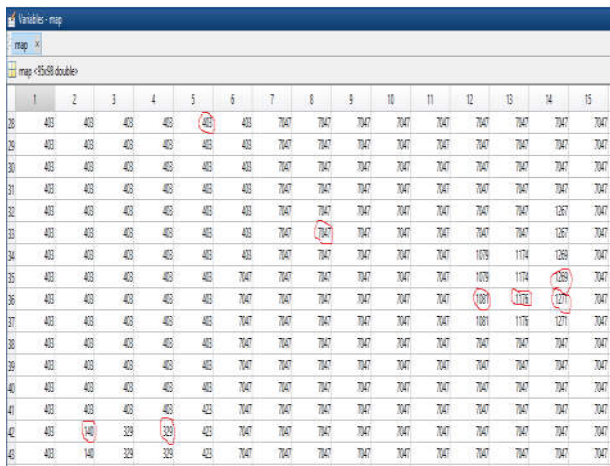 Variables - map
map ×
map <95x98 double>
1 2 3 4 5 6 7 8 9 10 11 12 13 14 15
28 403 403 403 403 403 403 7047 7047 7047 7047 7047 7047 7047 7047 7047
29 403 403 403 403 403 403 7047 7047 7047 7047 7047 7047 7047 7047 7047
30 403 403 403 403 403 403 7047 7047 7047 7047 7047 7047 7047 7047 7047
31 403 403 403 403 403 403 7047 7047 7047 7047 7047 7047 7047 7047 7047
32 403 403 403 403 403 403 7047 7047 7047 7047 7047 7047 7047 1267 7047
33 403 403 403 403 403 403 7047 7047 7047 7047 7047 7047 7047 1267 7047
34 403 403 403 403 403 403 7047 7047 7047 7047 7047 1079 1174 1269 7047
35 403 403 403 403 403 7047 7047 7047 7047 7047 7047 1079 1174 1269 7047
36 403 403 403 403 403 7047 7047 7047 7047 7047 7047 1081 1176 1271 7047
37 403 403 403 403 403 7047 7047 7047 7047 7047 7047 1081 1176 1271 7047
38 403 403 403 403 403 7047 7047 7047 7047 7047 7047 7047 7047 7047 7047
39 403 403 403 403 403 7047 7047 7047 7047 7047 7047 7047 7047 7047 7047
40 403 403 403 403 403 7047 7047 7047 7047 7047 7047 7047 7047 7047 7047
41 403 403 403 403 423 7047 7047 7047 7047 7047 7047 7047 7047 7047 7047
42 403 140 329 329 423 7047 7047 7047 7047 7047 7047 7047 7047 7047 7047
43 403 140 329 329 423 7047 7047 7047 7047 7047 7047 7047 7047 7047 7047